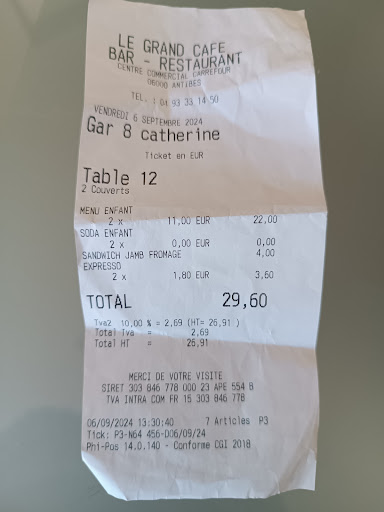 LE GRAND CAFE
BAR - RESTAURANT
CENTRE COMMERCIAL CARREFOUR
06000 ANTIBES
TEL. : 04 93 33 14 50
VENDREDI 6 SEPTEMBRE 2024
Gar 8 catherine
Ticket en EUR
Table 12
2 Couverts
MENU ENFANT
2 x 11,00 EUR 22,00
SODA ENFANT
2 x 0,00 EUR 0,00
SANDWICH JAMB FROMAGE 4,00
EXPRESSO
2 x 1,80 EUR 3,60
TOTAL 29,60
Tva2 10,00 % = 2,69 (HT= 26,91 )
Total Tva = 2,69
Total HT = 26,91
MERCI DE VOTRE VISITE
SIRET 303 846 778 000 23 APE 554 B
TVA INTRA COM FR 15 303 846 778
06/09/2024 13:30:40 7 Articles P3
Tick: P3-N64 456-D06/09/24
Phi-Pos 14.0.140 - Conforme CGI 2018